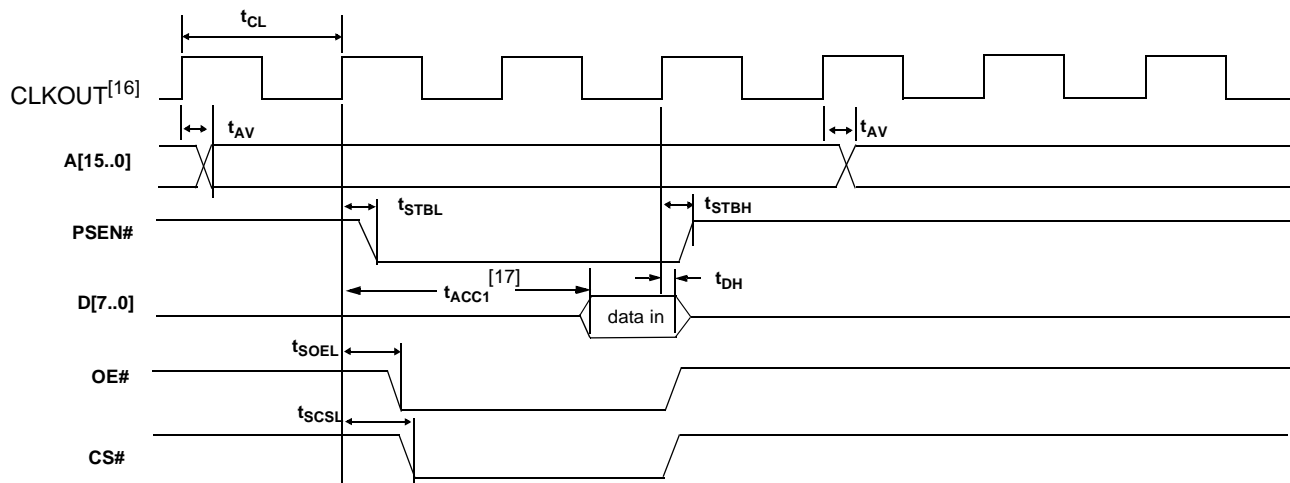 tCL
CLKOUT[16]
tAV
tAV
A[15..0]
tSTBL
tSTBH
PSEN#
[17]
tDH
tACC1
D[7..0]
data in
tSOEL
OE#
tSCSL
CS#